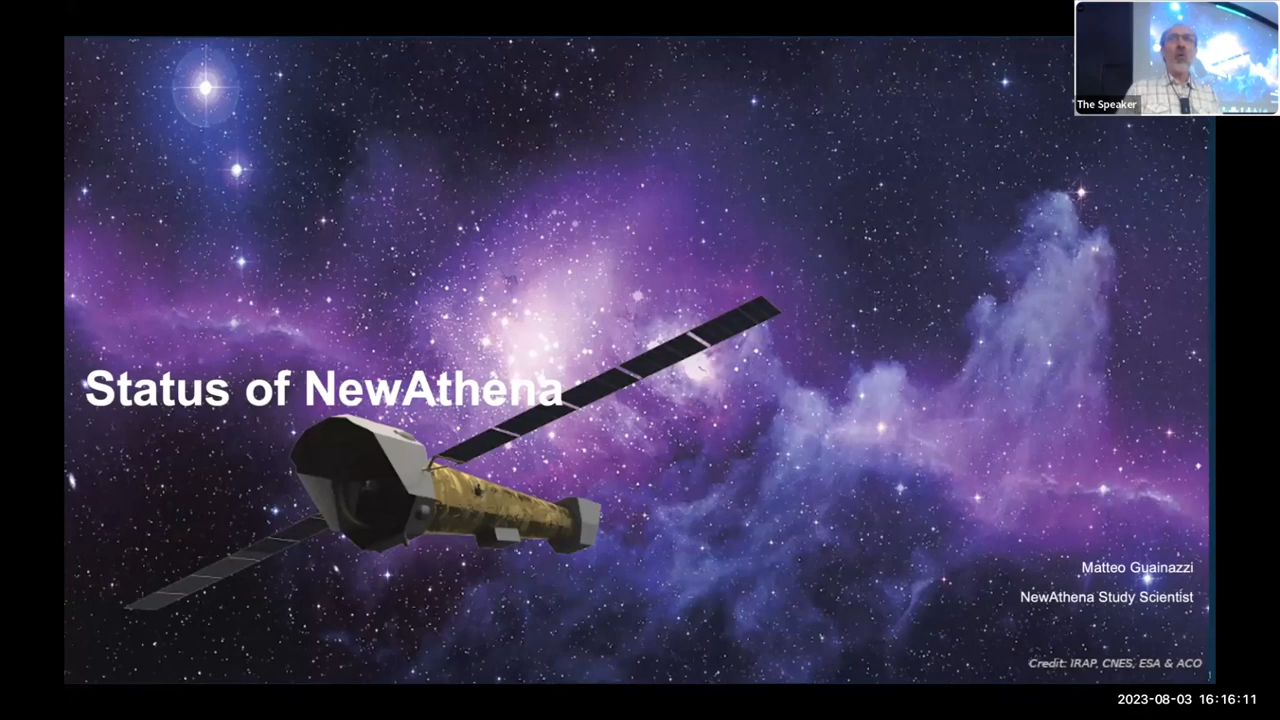 The Speaker
Status of NewAthena
Matteo Guainazzi
NewAthena Study Scientist
Credit: IRAP, CNES, ESA & ACO
2023-08-03 16:16:11